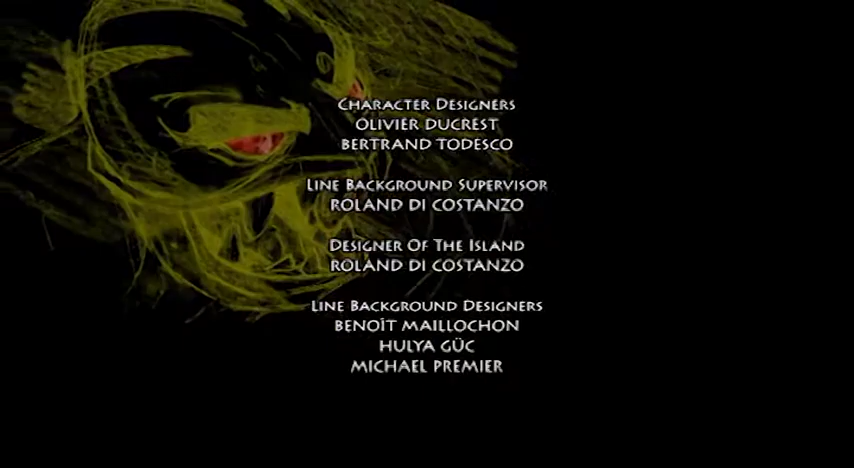 Character Designers
OLIVIER DUCREST
BERTRAND TODESCO
Line Background Supervisor
ROLAND DI COSTANZO
Designer Of The Island
ROLAND DI COSTANZO
Line Background Designers
BENOÎT MAILLOCHON
HULYA GÜC
MICHAEL PREMIER